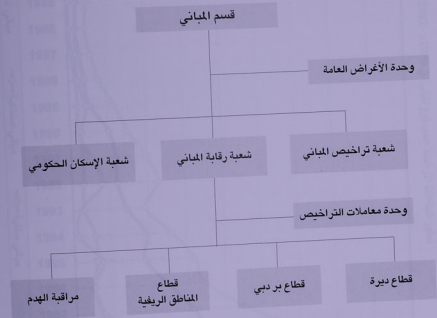 قسم المباني
وحدة الأغراض العامة
شعبة تراخيص المباني
شعبة رقابة المباني
شعبة الإسكان الحكومي
وحدة معاملات التراخيص
قطاع ديرة
قطاع بر دبي
قطاع
المناطق الريفية
مراقبة الهدم